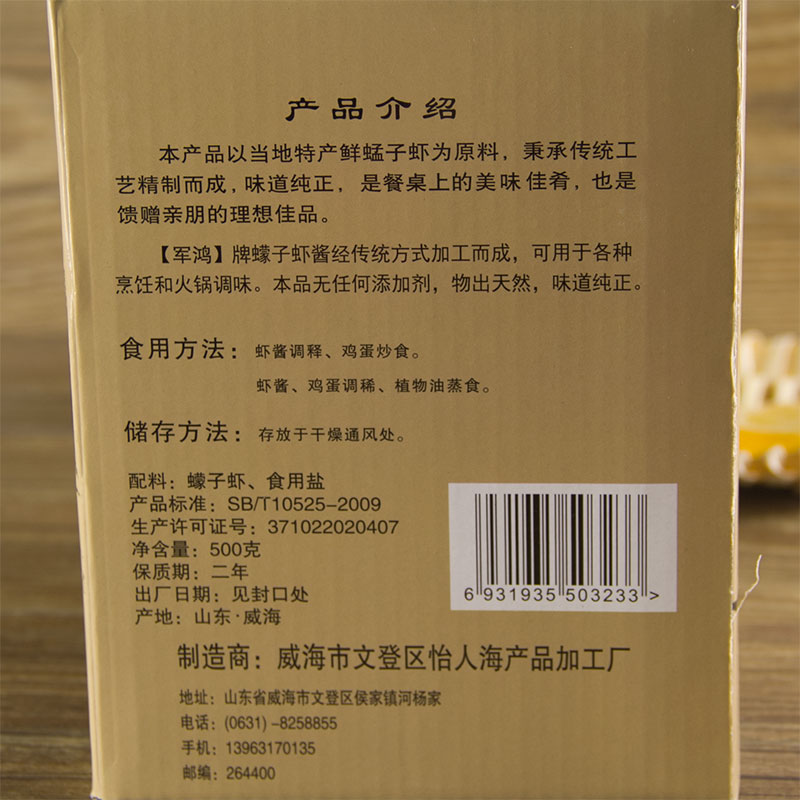 产品介绍
本产品以当地特产鲜蜢子虾为原料，秉承传统工
艺精制而成，味道纯正，是餐桌上的美味佳肴，也是
馈赠亲朋的理想佳品。
【军鸿】牌蠓子虾酱经传统方式加工而成，可用于各种
烹饪和火锅调味。本品无任何添加剂，物出天然，味道纯正。
食用方法：虾酱调释、鸡蛋炒食。
虾酱、鸡蛋调稀、植物油蒸食。
储存方法：存放于干燥通风处。
配料：蠓子虾、食用盐
产品标准：SB/T10525-2009
生产许可证号：371022020407
净含量：500克
保质期：二年
出厂日期：见封口处
产地：山东·威海
6 931935 503233 >
制造商：威海市文登区怡人海产品加工厂
地址：山东省威海市文登区侯家镇河杨家
电话：(0631) -8258855
手机：13963170135
邮编：264400